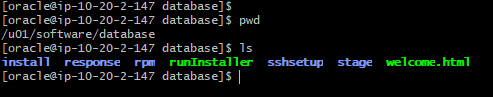 [oracle@ip-10-20-2-147 database]$
[oracle@ip-10-20-2-147 database]$ pwd
/u01/software/database
[oracle@ip-10-20-2-147 database]$ ls
install response rpm runInstaller sshsetup stage welcome.html
[oracle@ip-10-20-2-147 database]$